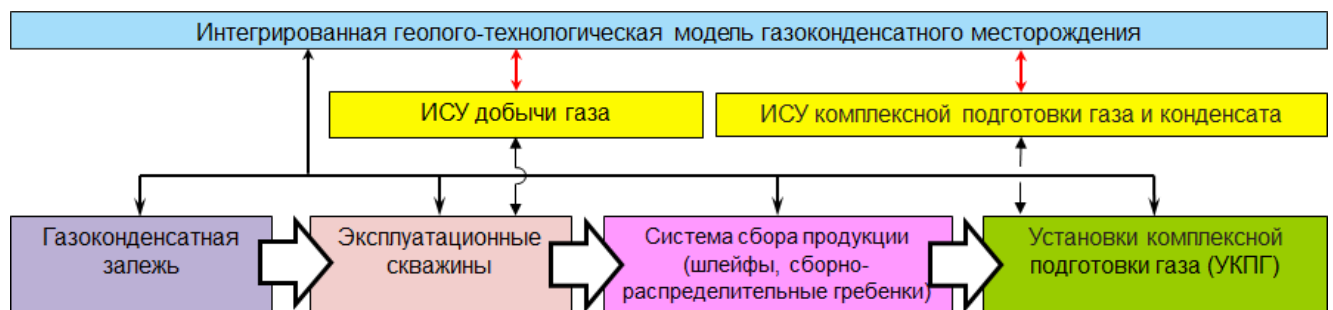 Интегрированная геолого-технологическая модель газоконденсатного месторождения
ИСУ добычи газа
ИСУ комплексной подготовки газа и конденсата
Газоконденсатная
залежь
Эксплуатационные
скважины
Система сбора продукции
(шлейфы, сборно-
распределительные гребенки)
Установки комплексной
подготовки газа (УКПГ)